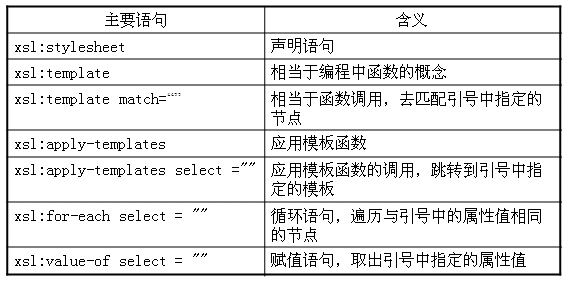 主要语句 含义
xsl:stylesheet 声明语句
xsl:template 相当于编程中函数的概念
xsl:template match=“” 相当于函数调用，去匹配引号中指定的
节点
xsl:apply-templates 应用模板函数
xsl:apply-templates select ="" 应用模板函数的调用，跳转到引号中指
定的模板
xsl:for-each select = "" 循环语句，遍历与引号中的属性值相同
的节点
xsl:value-of select = "" 赋值语句，取出引号中指定的属性值